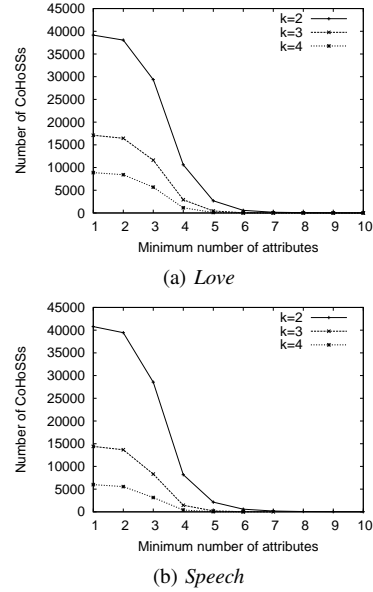 45000
40000
35000
30000
25000
20000
15000
10000
5000
0
Number of CoHoSSs
k=2
k=3
k=4
1 2 3 4 5 6 7 8 9 10
Minimum number of attributes
(a) Love
45000
40000
35000
30000
25000
20000
15000
10000
5000
0
Number of CoHoSSs
k=2
k=3
k=4
1 2 3 4 5 6 7 8 9 10
Minimum number of attributes
(b) Speech